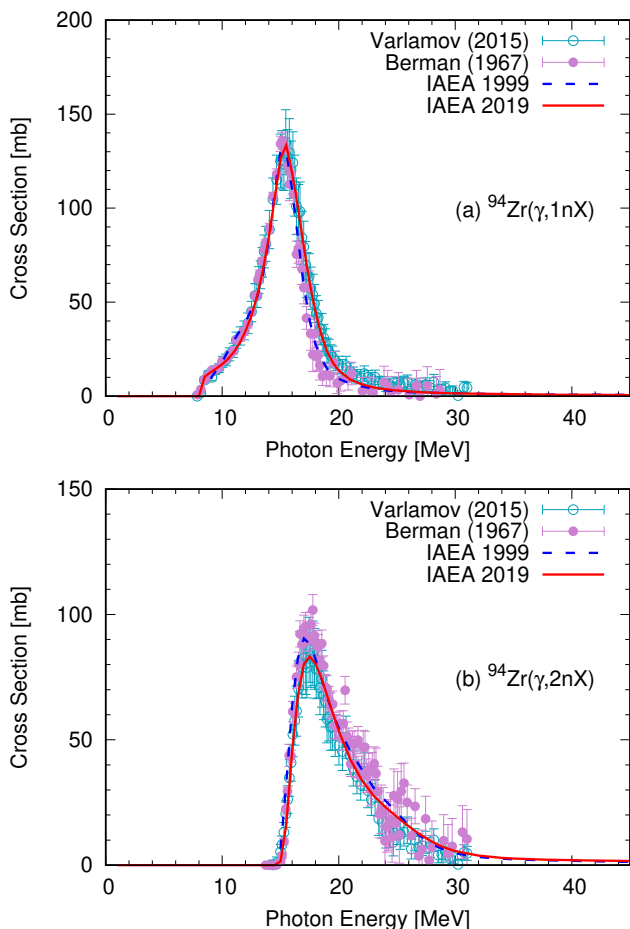 200
150
100
50
0
Cross Section [mb]
Varlamov (2015)
Berman (1967)
IAEA 1999
IAEA 2019
(a) ⁹⁴Zr(γ,1nX)
0 10 20 30 40
Photon Energy [MeV]
150
100
50
0
Cross Section [mb]
Varlamov (2015)
Berman (1967)
IAEA 1999
IAEA 2019
(b) ⁹⁴Zr(γ,2nX)
0 10 20 30 40
Photon Energy [MeV]